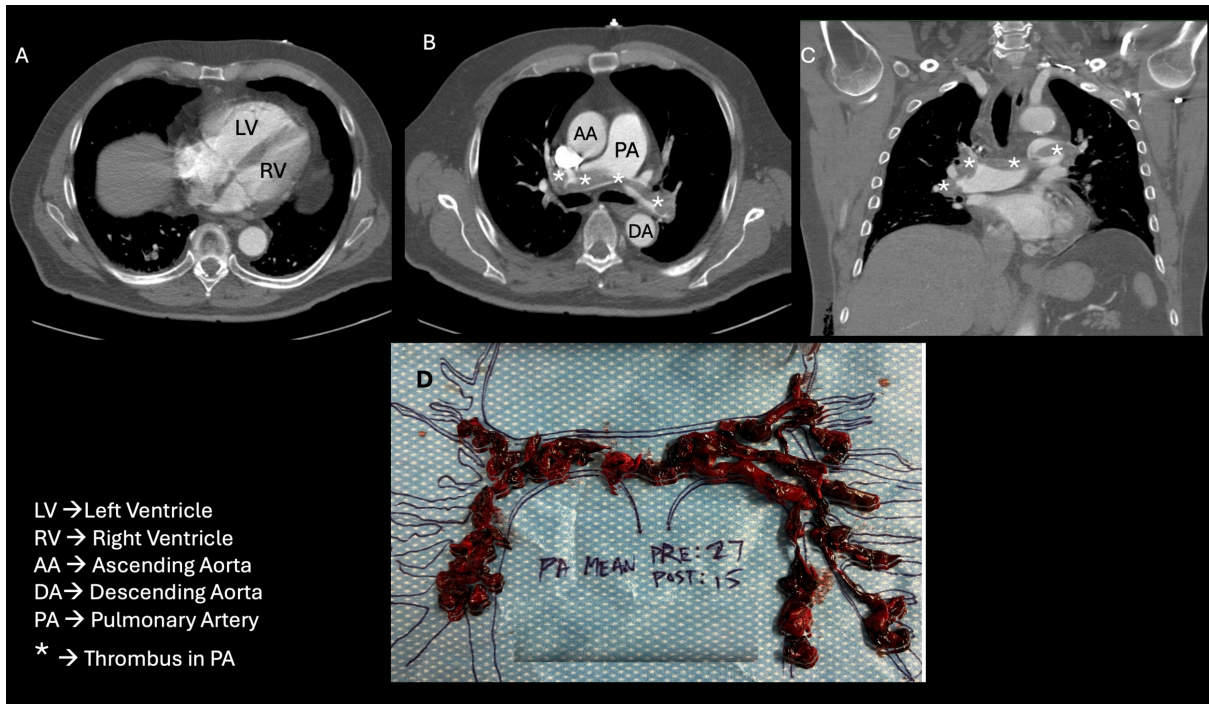 A
LV
RV
B
AA
PA
*
*
*
*
DA
C
*
*
*
*
D
PA MEAN PRE: 27
POST: 15
LV → Left Ventricle
RV → Right Ventricle
AA → Ascending Aorta
DA → Descending Aorta
PA → Pulmonary Artery
* → Thrombus in PA